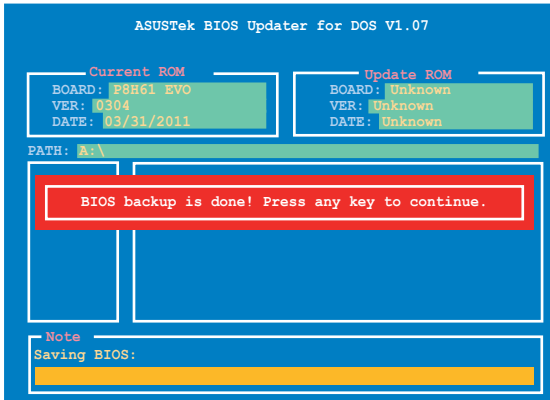 ASUSTek BIOS Updater for DOS V1.07
Current ROM
BOARD: P8H61 EVO
VER: 0304
DATE: 03/31/2011
Update ROM
BOARD: Unknown
VER: Unknown
DATE: Unknown
PATH: A:\
BIOS backup is done! Press any key to continue.
Note
Saving BIOS: